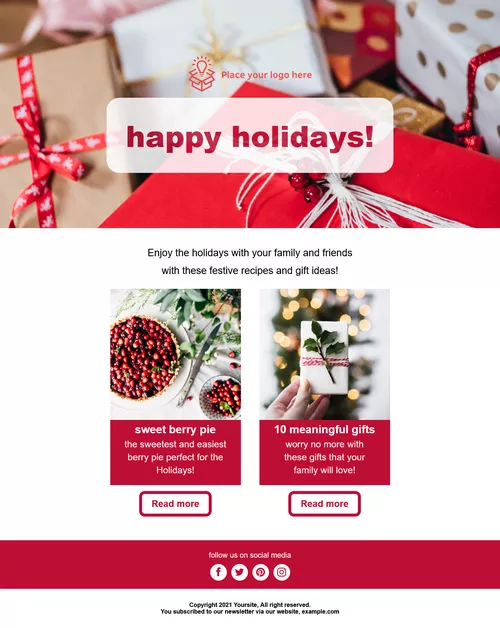 Place your logo here
happy holidays!
Enjoy the holidays with your family and friends
with these festive recipes and gift ideas!
sweet berry pie
the sweetest and easiest
berry pie perfect for the
Holidays!
Read more
10 meaningful gifts
worry no more with
these gifts that your
family will love!
Read more
follow us on social media
Copyright 2021 Yoursite, All right reserved.
You subscribed to our newsletter via our website, example.com